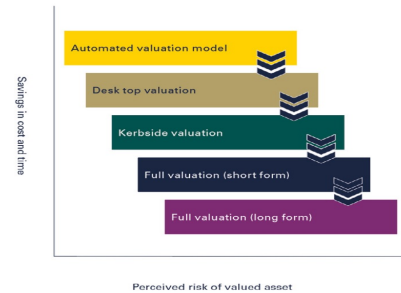 Automated valuation model
Desk top valuation
Kerbside valuation
Full valuation (short form)
Full valuation (long form)
Savings in cost and time
Perceived risk of valued asset